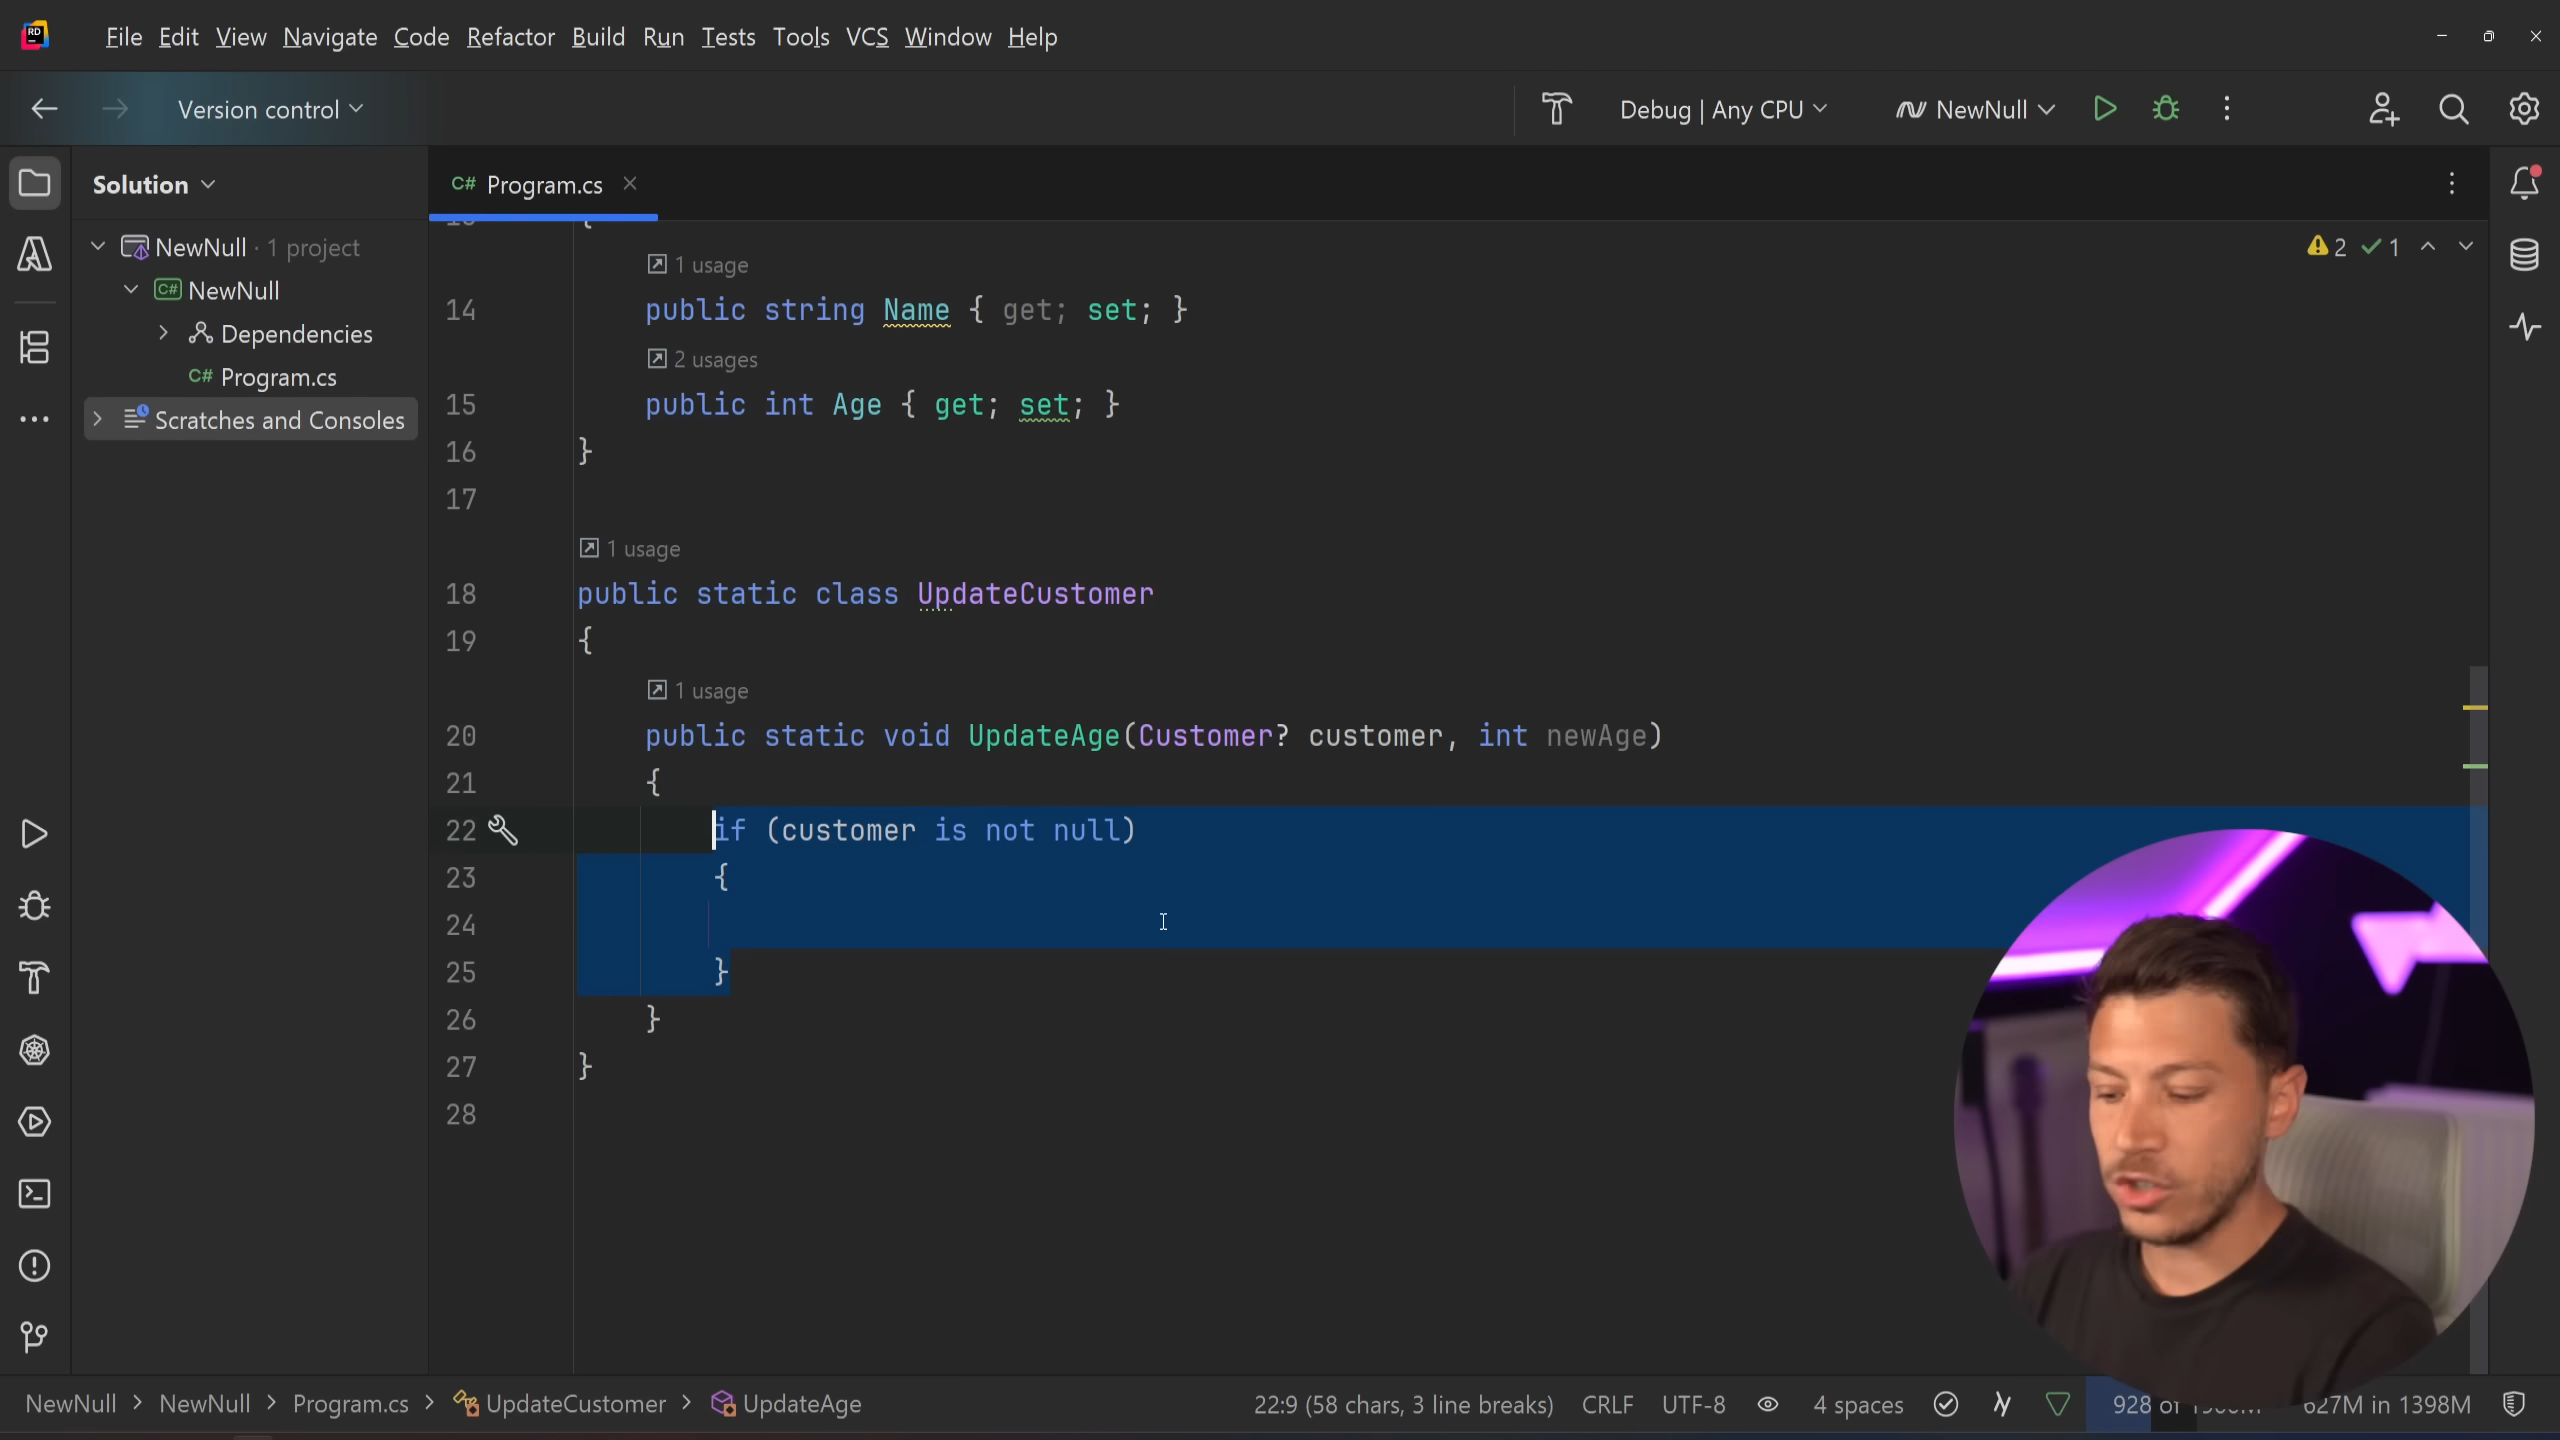 RD File Edit View Navigate Code Refactor Build Run Tests Tools VCS Window Help
Version control Debug | Any CPU NewNull
Solution
C# Program.cs
NewNull · 1 project
C# NewNull
Dependencies
C# Program.cs
Scratches and Consoles
2 1
{
1 usage
14 public string Name { get; set; }
2 usages
15 public int Age { get; set; }
16 }
17
1 usage
18 public static class UpdateCustomer
19 {
1 usage
20 public static void UpdateAge(Customer? customer, int newAge)
21 {
22 if (customer is not null)
23 {
24
25 }
26 }
27 }
28
NewNull > NewNull > Program.cs > UpdateCustomer > UpdateAge 22:9 (58 chars, 3 line breaks) CRLF UTF-8 4 spaces 928 of 627M in 1398M